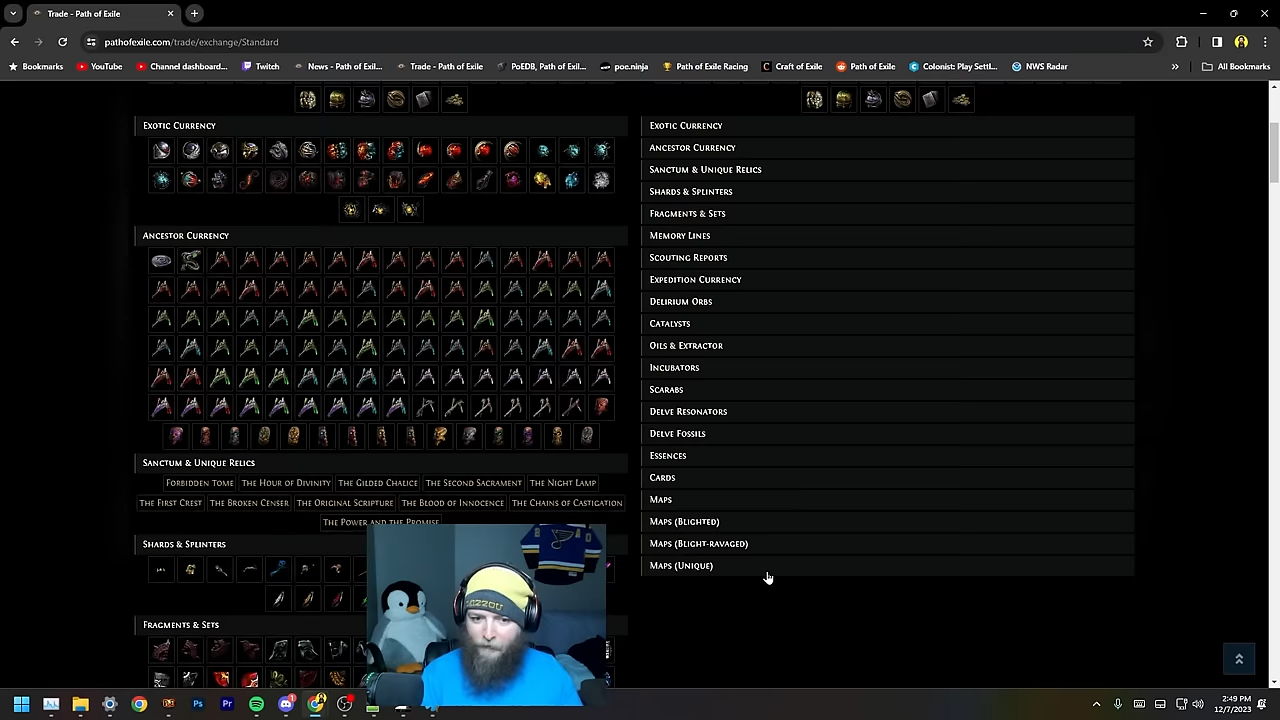 Trade - Path of Exile
pathofexile.com/trade/exchange/Standard
Bookmarks YouTube Channel dashboard... Twitch News - Path of Exil... Trade - Path of Exile PoEDB, Path of Exil... poe.ninja Path of Exile Racing Craft of Exile Path of Exile Colonist: Play Settl... NWS Radar » All Bookmarks
EXOTIC CURRENCY
ANCESTOR CURRENCY
SANCTUM & UNIQUE RELICS
FORBIDDEN TOME THE HOUR OF DIVINITY THE GILDED CHALICE THE SECOND SACRAMENT THE NIGHT LAMP
THE FIRST CREST THE BROKEN CENSER THE ORIGINAL SCRIPTURE THE BLOOD OF INNOCENCE THE CHAINS OF CASTIGATION
THE POWER AND THE PROMISE
SHARDS & SPLINTERS
FRAGMENTS & SETS
EXOTIC CURRENCY
ANCESTOR CURRENCY
SANCTUM & UNIQUE RELICS
SHARDS & SPLINTERS
FRAGMENTS & SETS
MEMORY LINES
SCOUTING REPORTS
EXPEDITION CURRENCY
DELIRIUM ORBS
CATALYSTS
OILS & EXTRACTOR
INCUBATORS
SCARABS
DELVE RESONATORS
DELVE FOSSILS
ESSENCES
CARDS
MAPS
MAPS (BLIGHTED)
MAPS (BLIGHT-RAVAGED)
MAPS (UNIQUE)
MIZZOU
Ps Pr
2:49 PM
12/7/2023